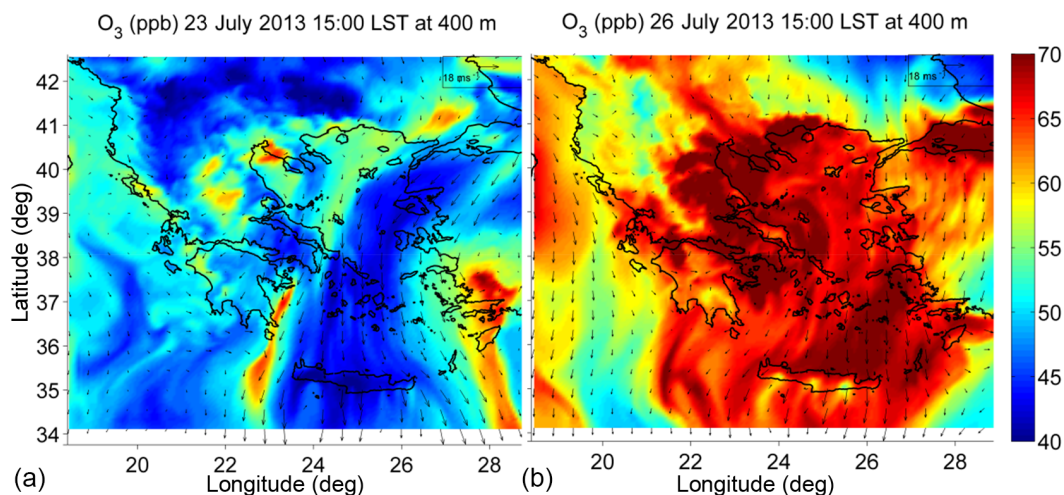 O3 (ppb) 23 July 2013 15:00 LST at 400 m
O3 (ppb) 26 July 2013 15:00 LST at 400 m
18 ms-1
18 ms-1
Latitude (deg)
42
41
40
39
38
37
36
35
34
70
65
60
55
50
45
40
20 22 24 26 28
20 22 24 26 28
(a) Longitude (deg)
(b) Longitude (deg)